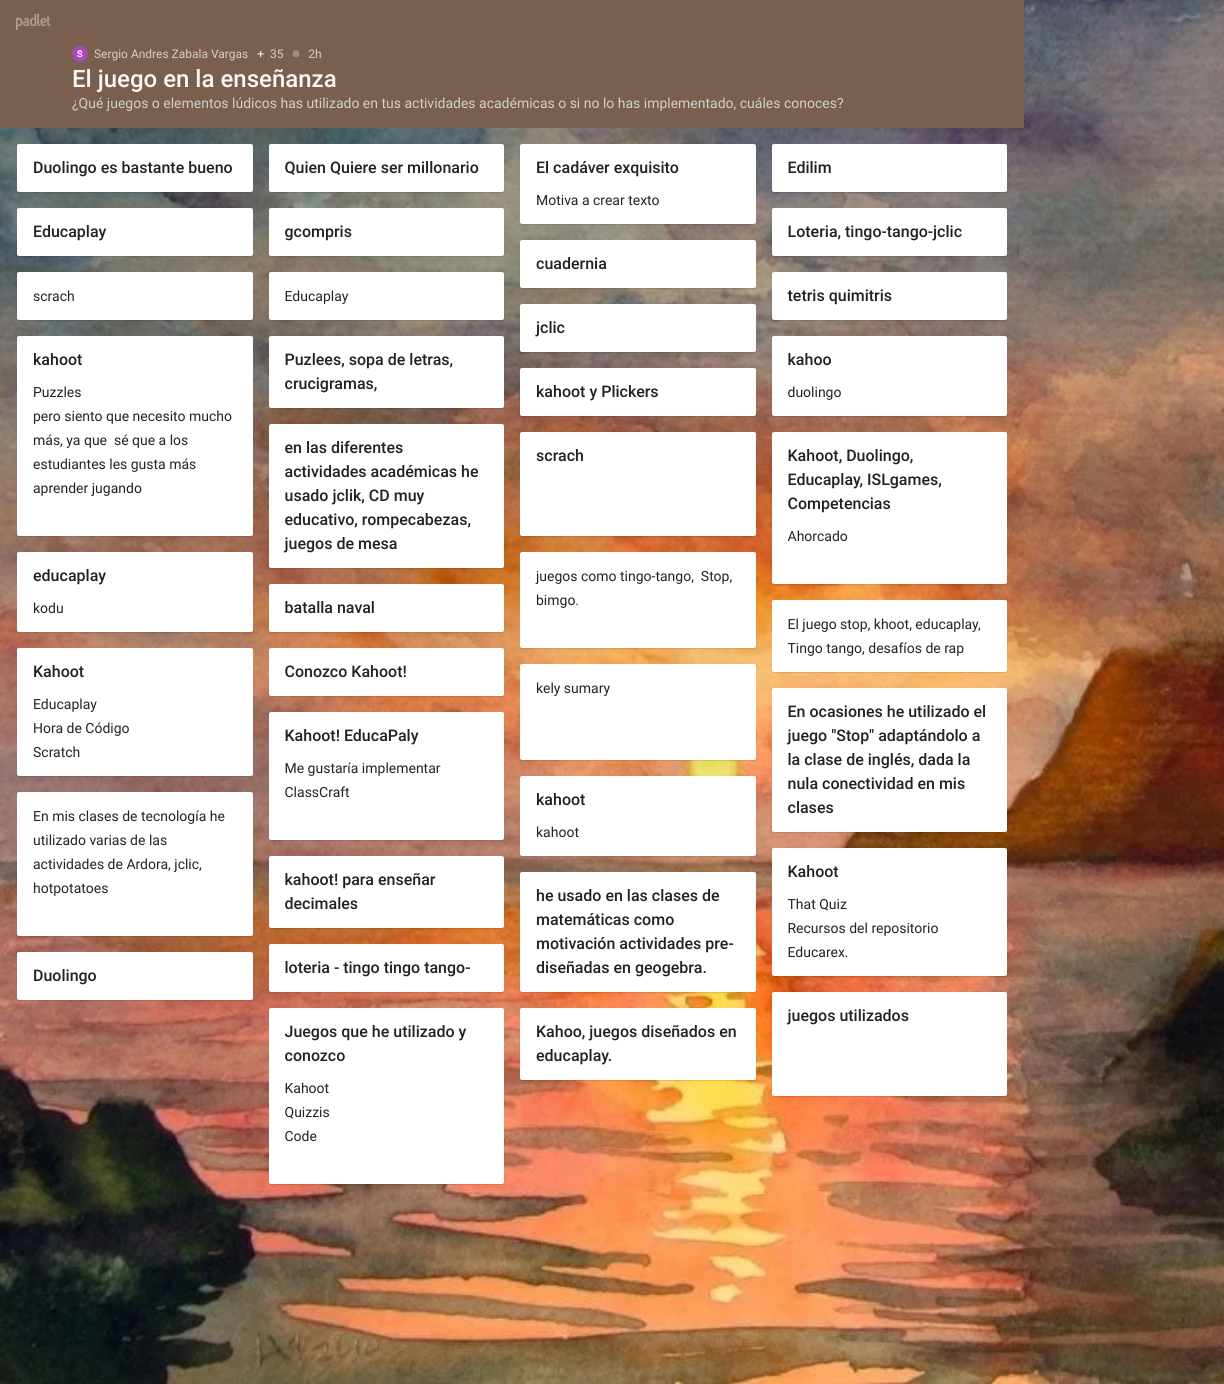 padlet
S Sergio Andres Zabala Vargas + 35 2h
El juego en la enseñanza
¿Qué juegos o elementos lúdicos has utilizado en tus actividades académicas o si no lo has implementado, cuáles conoces?
Duolingo es bastante bueno
Educaplay
scrach
kahoot
Puzzles
pero siento que necesito mucho
más, ya que  sé que a los
estudiantes les gusta más
aprender jugando
educaplay
kodu
Kahoot
Educaplay
Hora de Código
Scratch
En mis clases de tecnología he
utilizado varias de las
actividades de Ardora, jclic,
hotpotatoes
Duolingo
Quien Quiere ser millonario
gcompris
Educaplay
Puzlees, sopa de letras,
crucigramas,
en las diferentes
actividades académicas he
usado jclik, CD muy
educativo, rompecabezas,
juegos de mesa
batalla naval
Conozco Kahoot!
Kahoot! EducaPaly
Me gustaría implementar
ClassCraft
kahoot! para enseñar
decimales
loteria - tingo tingo tango-
Juegos que he utilizado y
conozco
Kahoot
Quizzis
Code
El cadáver exquisito
Motiva a crear texto
cuadernia
jclic
kahoot y Plickers
scrach
juegos como tingo-tango,  Stop,
bimgo.
kely sumary
kahoot
kahoot
he usado en las clases de
matemáticas como
motivación actividades pre-
diseñadas en geogebra.
Kahoo, juegos diseñados en
educaplay.
Edilim
Loteria, tingo-tango-jclic
tetris quimitris
kahoo
duolingo
Kahoot, Duolingo,
Educaplay, ISLgames,
Competencias
Ahorcado
El juego stop, khoot, educaplay,
Tingo tango, desafíos de rap
En ocasiones he utilizado el
juego "Stop" adaptándolo a
la clase de inglés, dada la
nula conectividad en mis
clases
Kahoot
That Quiz
Recursos del repositorio
Educarex.
juegos utilizados